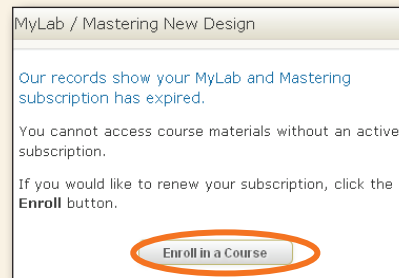 MyLab / Mastering New Design
Our records show your MyLab and Mastering
subscription has expired.
You cannot access course materials without an active
subscription.
If you would like to renew your subscription, click the
Enroll button.
Enroll in a Course